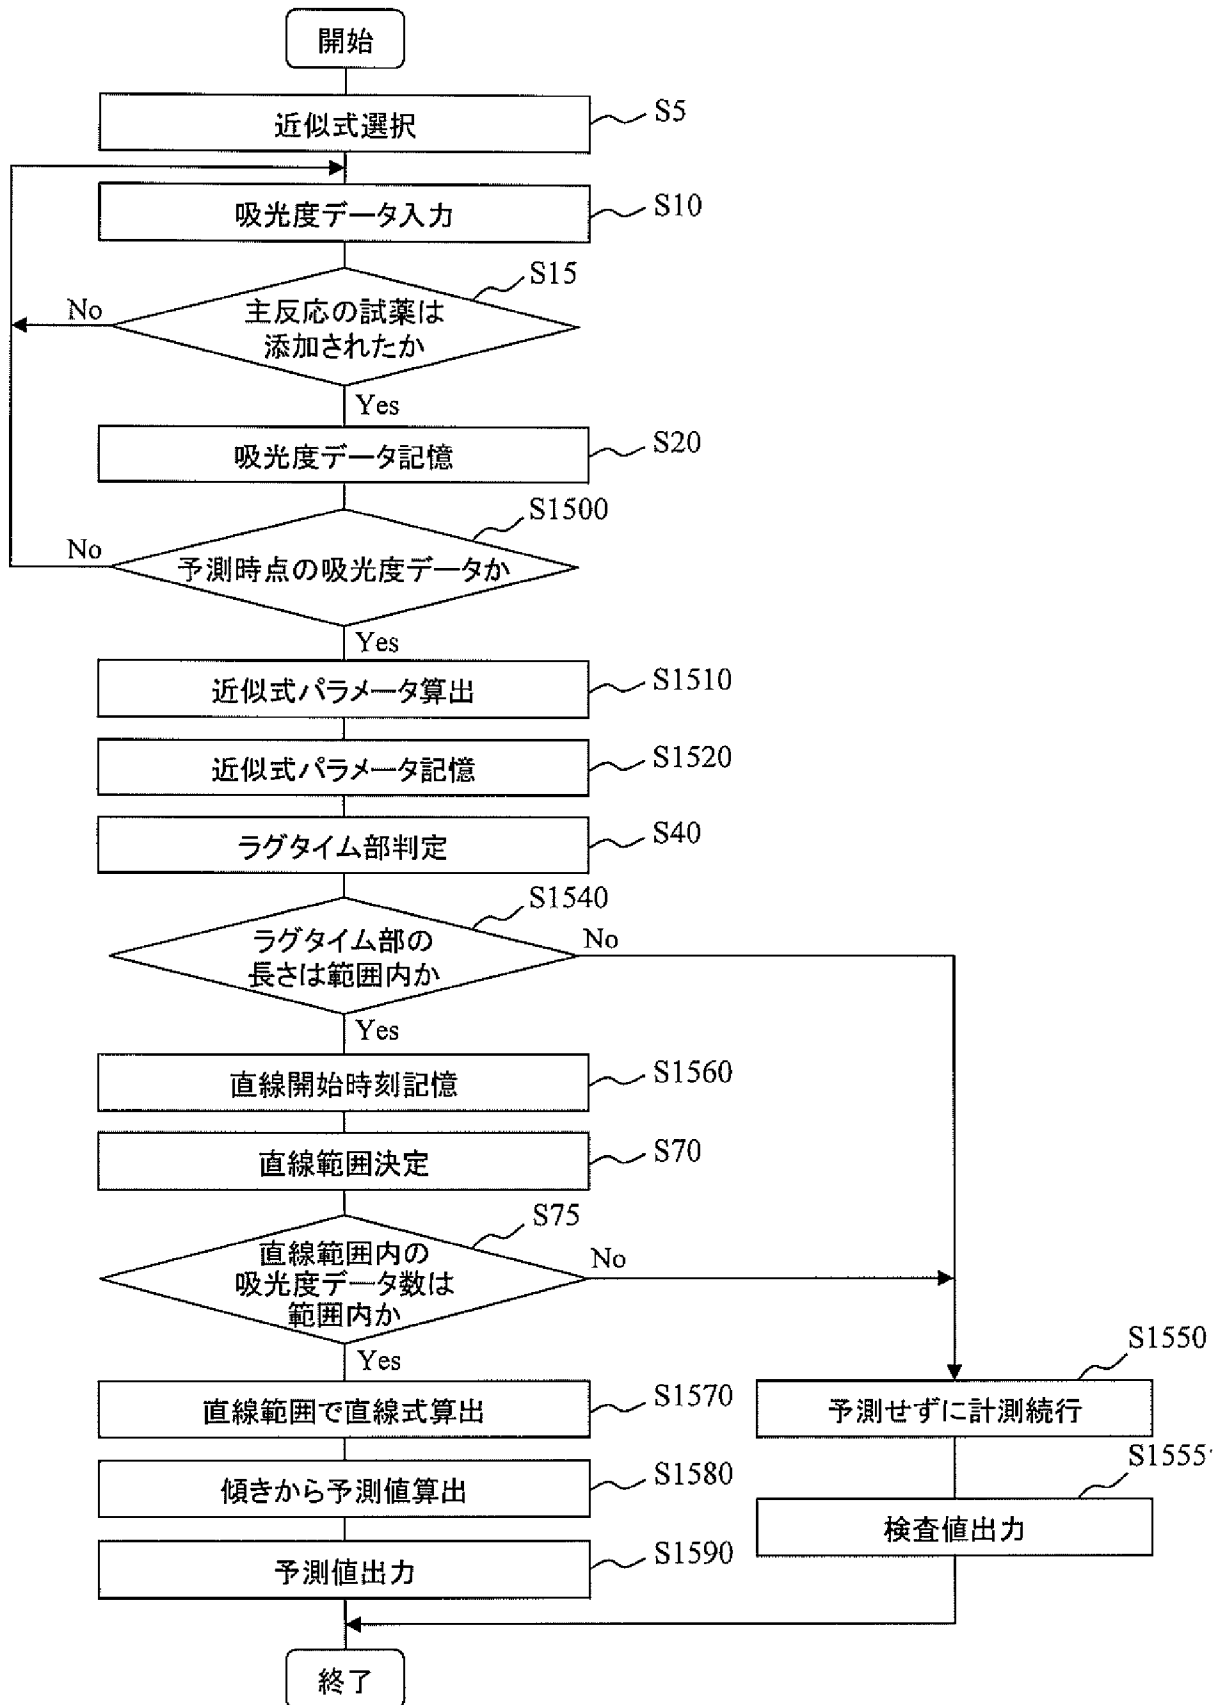 開始
近似式選択
S5
吸光度データ入力
S10
S15
No
主反応の試薬は
添加されたか
Yes
吸光度データ記憶
S20
S1500
No
予測時点の吸光度データか
Yes
近似式パラメータ算出
S1510
近似式パラメータ記憶
S1520
ラグタイム部判定
S40
S1540
ラグタイム部の
長さは範囲内か
No
Yes
直線開始時刻記憶
S1560
直線範囲決定
S70
S75
直線範囲内の
吸光度データ数は
範囲内か
No
Yes
直線範囲で直線式算出
S1570
傾きから予測値算出
S1580
予測値出力
S1590
S1550
予測せずに計測続行
S1555
検査値出力
終了